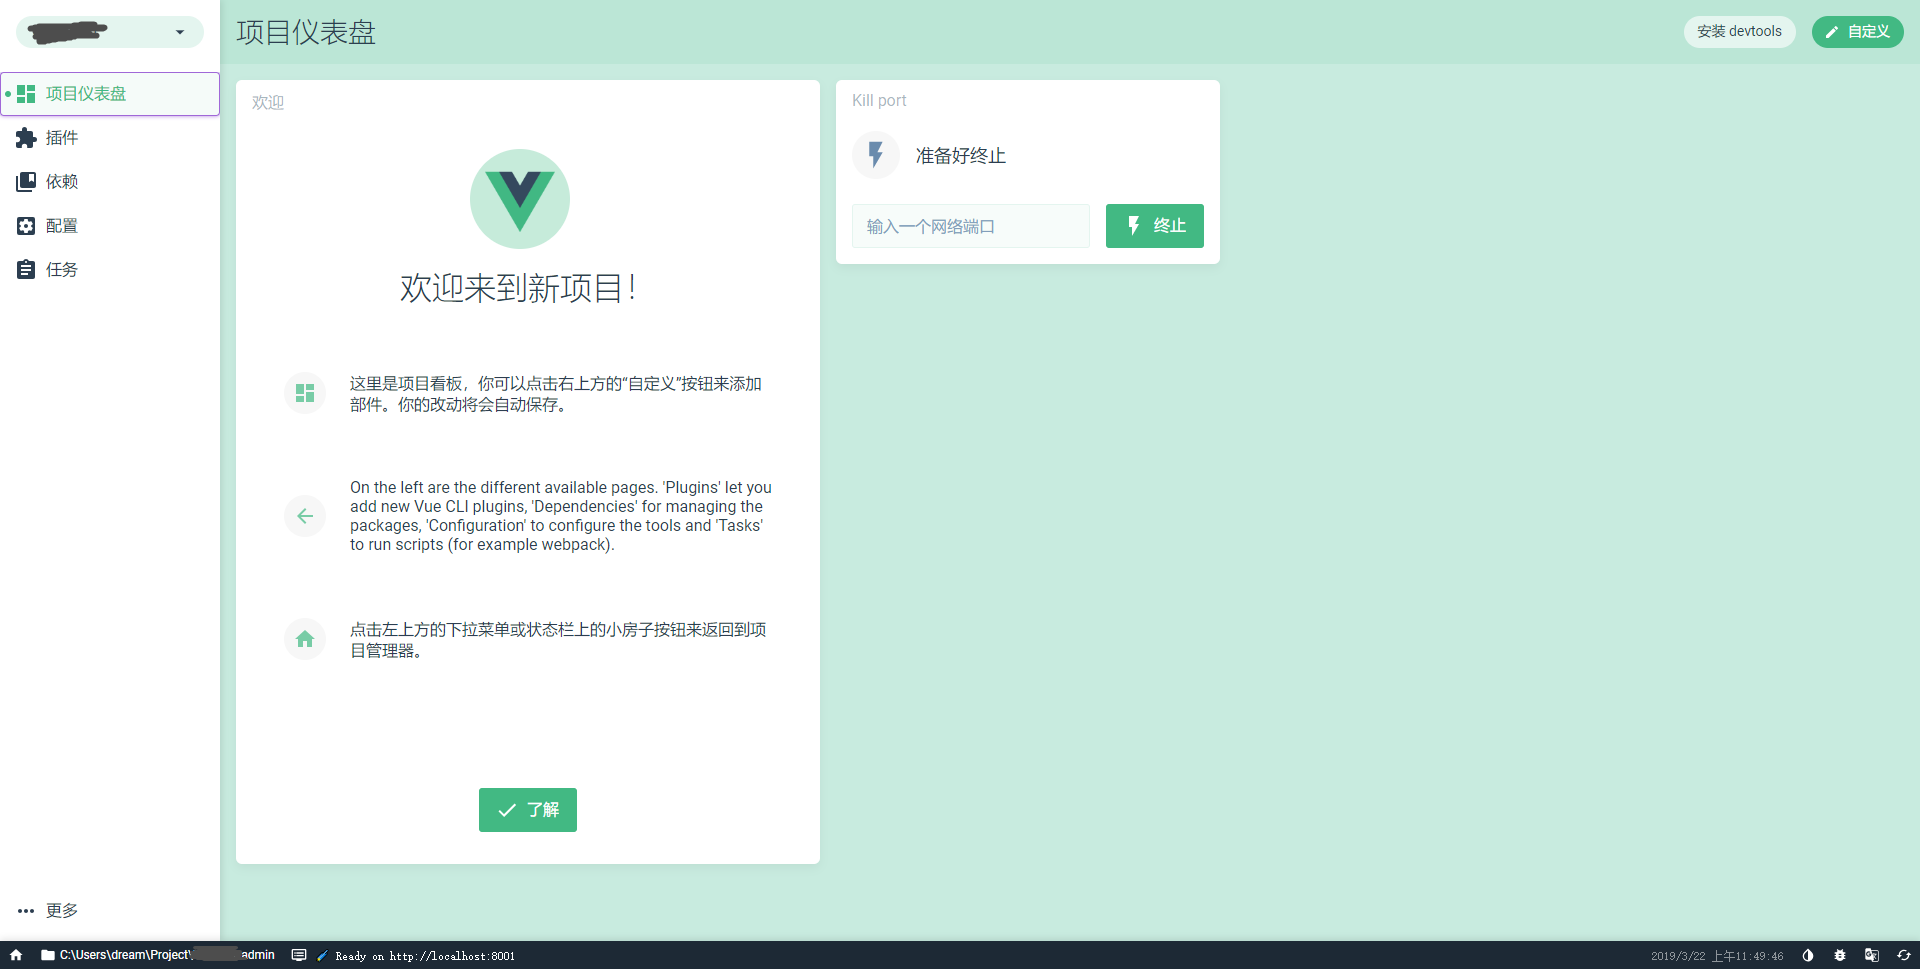 项目仪表盘
安装 devtools
自定义
项目仪表盘
插件
依赖
配置
任务
更多
欢迎
欢迎来到新项目！
这里是项目看板，你可以点击右上方的“自定义”按钮来添加
部件。你的改动将会自动保存。
On the left are the different available pages. 'Plugins' let you
add new Vue CLI plugins, 'Dependencies' for managing the
packages, 'Configuration' to configure the tools and 'Tasks'
to run scripts (for example webpack).
点击左上方的下拉菜单或状态栏上的小房子按钮来返回到项
目管理器。
了解
Kill port
准备好终止
输入一个网络端口
终止
C:\Users\dream\Project\ admin
Ready on http://localhost:8001
2019/3/22 上午11:49:46